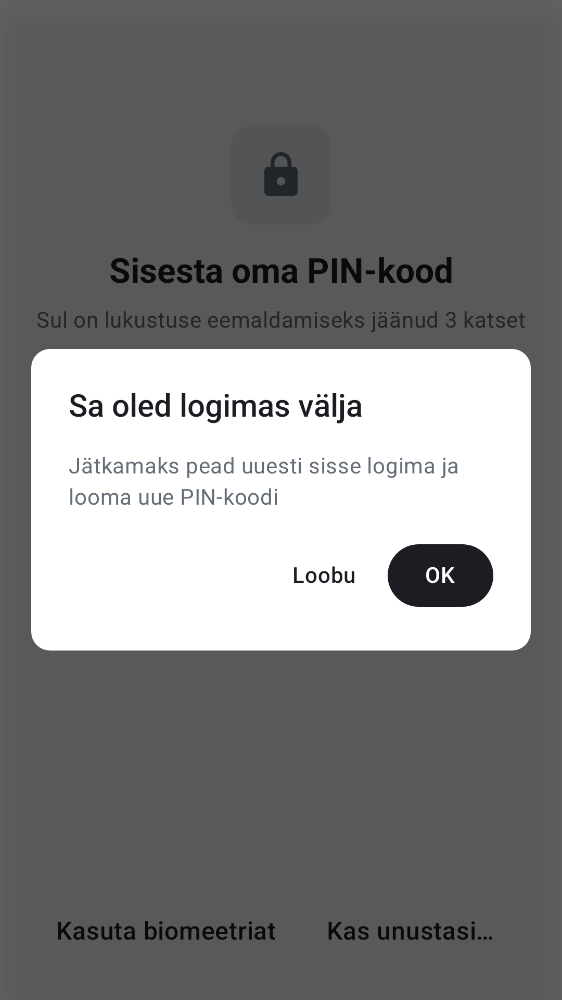 Sisesta oma PIN-kood
Sul on lukustuse eemaldamiseks jäänud 3 katset
Sa oled logimas välja
Jätkamaks pead uuesti sisse logima ja
looma uue PIN-koodi
Loobu
OK
Kasuta biomeetriat
Kas unustasi…